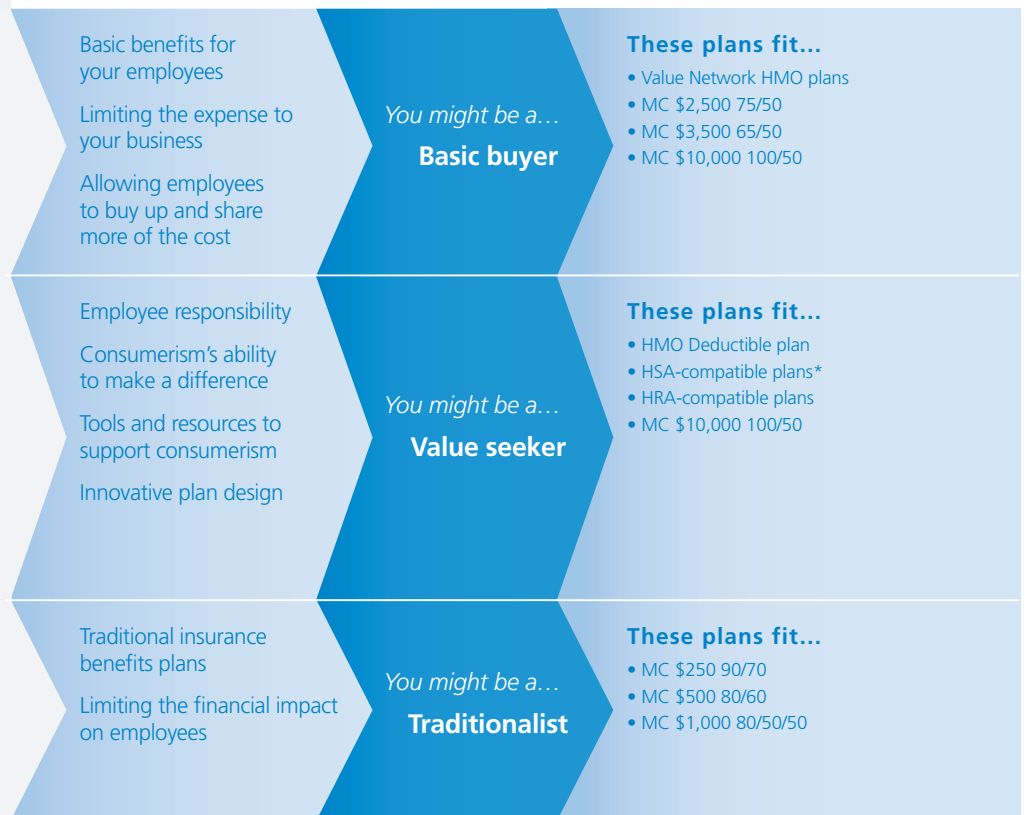 Basic benefits for
your employees
Limiting the expense to
your business
Allowing employees
to buy up and share
more of the cost
You might be a…
Basic buyer
These plans fit…
• Value Network HMO plans
• MC $2,500 75/50
• MC $3,500 65/50
• MC $10,000 100/50
Employee responsibility
Consumerism’s ability
to make a difference
Tools and resources to
support consumerism
Innovative plan design
You might be a…
Value seeker
These plans fit…
• HMO Deductible plan
• HSA-compatible plans*
• HRA-compatible plans
• MC $10,000 100/50
Traditional insurance
benefits plans
Limiting the financial impact
on employees
You might be a…
Traditionalist
These plans fit…
• MC $250 90/70
• MC $500 80/60
• MC $1,000 80/50/50